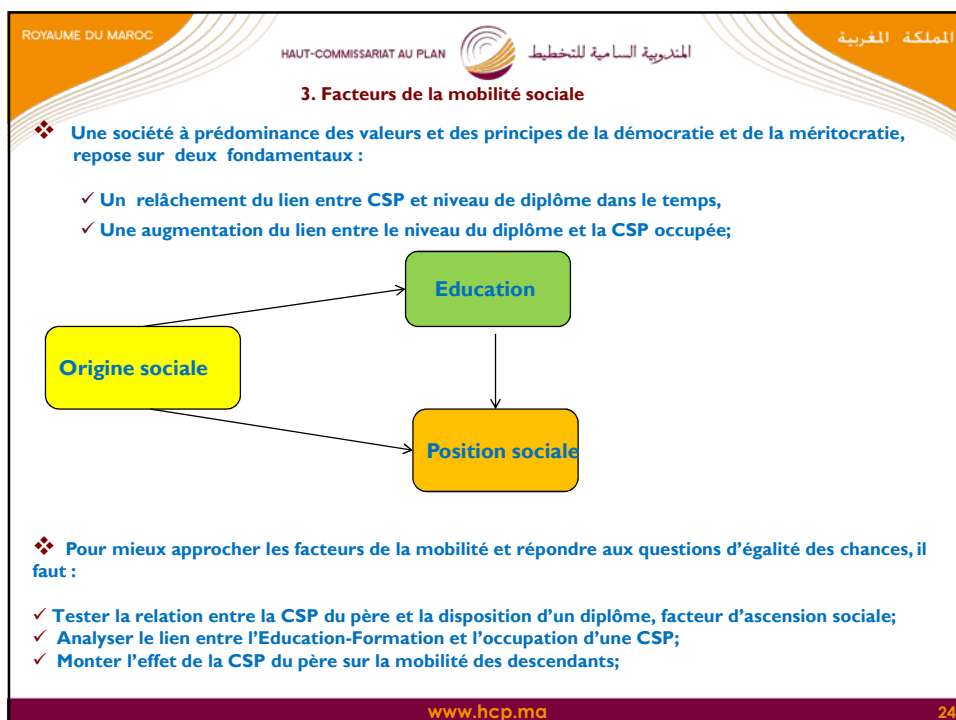 ROYAUME DU MAROC
HAUT-COMMISSARIAT AU PLAN
المندوبية السامية للتخطيط
المملكة المغربية
3. Facteurs de la mobilité sociale
❖ Une société à prédominance des valeurs et des principes de la démocratie et de la méritocratie,
repose sur deux fondamentaux :
✓ Un relâchement du lien entre CSP et niveau de diplôme dans le temps,
✓ Une augmentation du lien entre le niveau du diplôme et la CSP occupée;
Education
Origine sociale
Position sociale
❖ Pour mieux approcher les facteurs de la mobilité et répondre aux questions d'égalité des chances, il
faut :
✓ Tester la relation entre la CSP du père et la disposition d'un diplôme, facteur d'ascension sociale;
✓ Analyser le lien entre l'Education-Formation et l'occupation d'une CSP;
✓ Monter l'effet de la CSP du père sur la mobilité des descendants;
www.hcp.ma
24